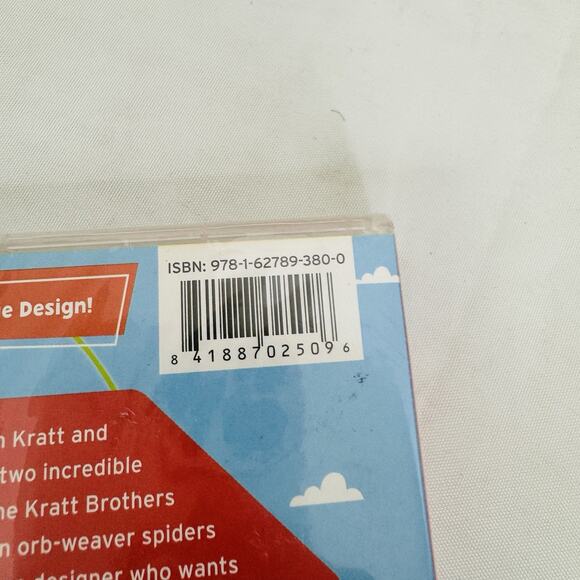 ISBN: 978-1-62789-380-0
8 41887 02509 6
e Design!
n Kratt and
two incredible
he Kratt Brothers
n orb-weaver spiders
designer who wants